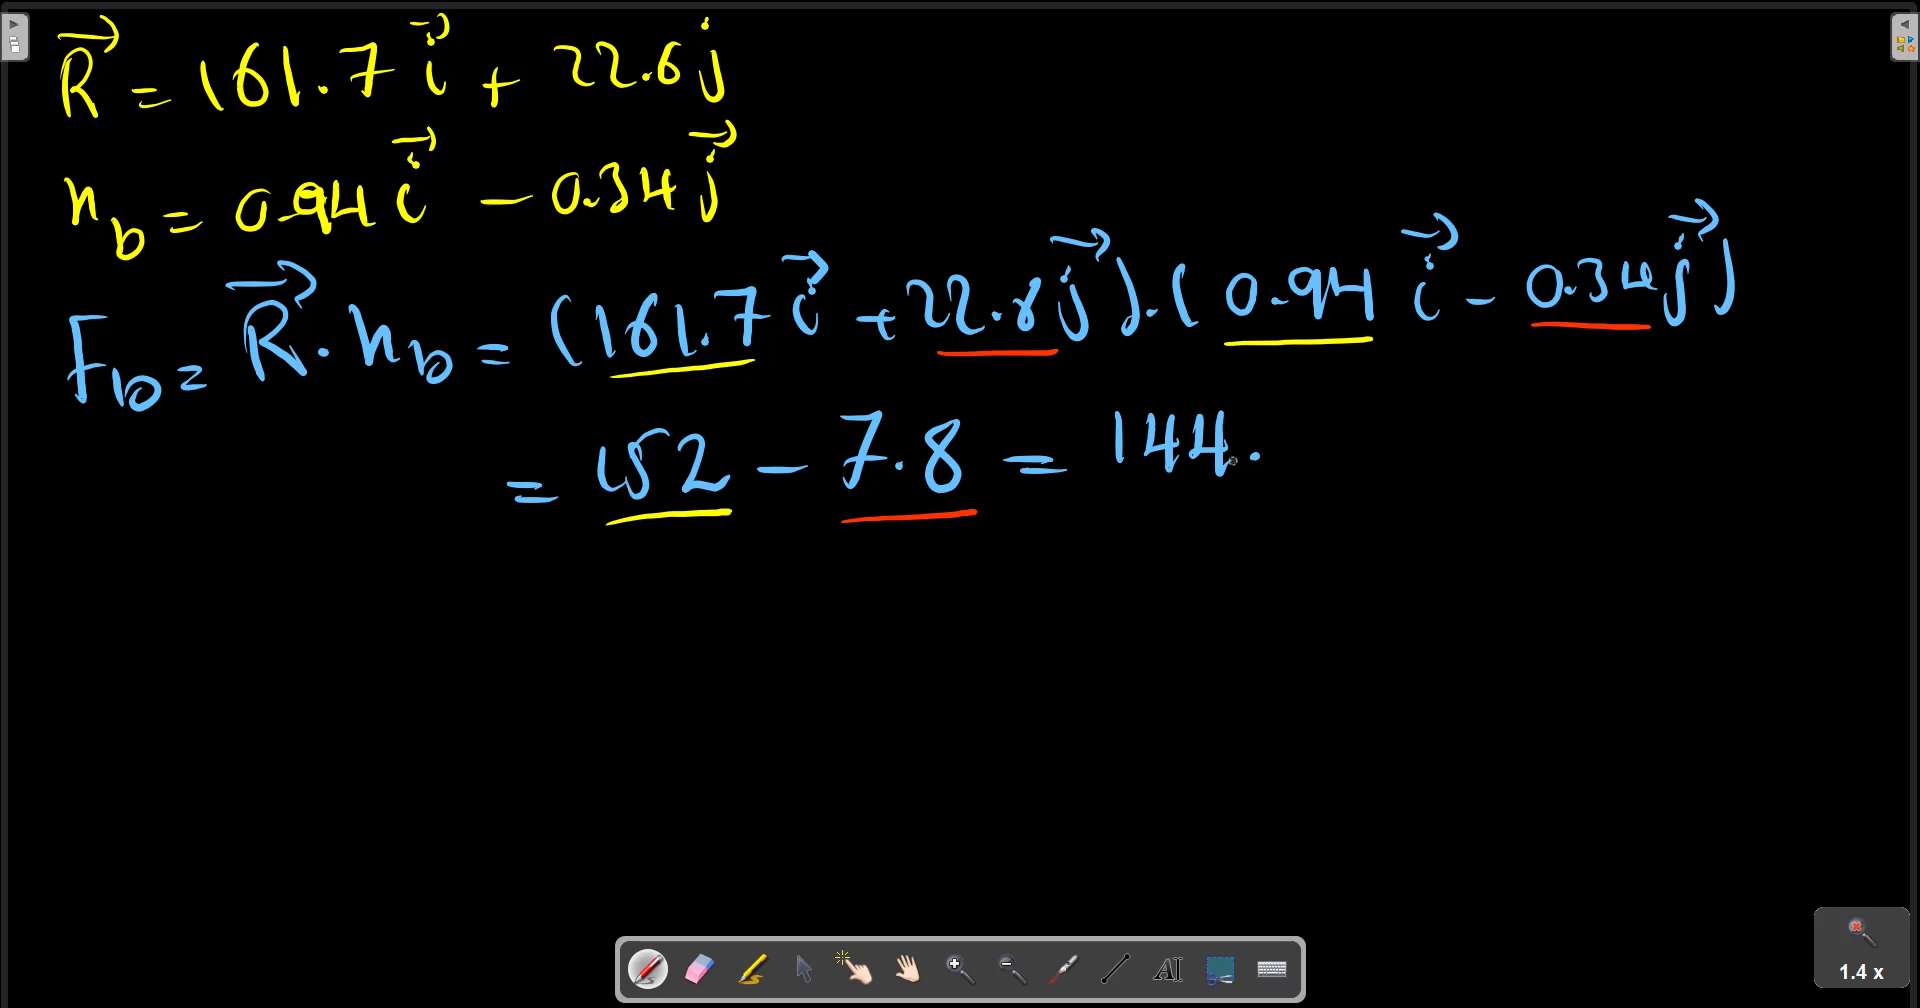 R⃗ = 161.7 i⃗ + 22.6 j
n_b = 0.94 i⃗ - 0.34 j⃗
F_b = R⃗ . n_b = (161.7 i⃗ + 22.8 j⃗) . (0.94 i⃗ - 0.34 j⃗)
= 152 - 7.8 = 144.
AI
1.4 x